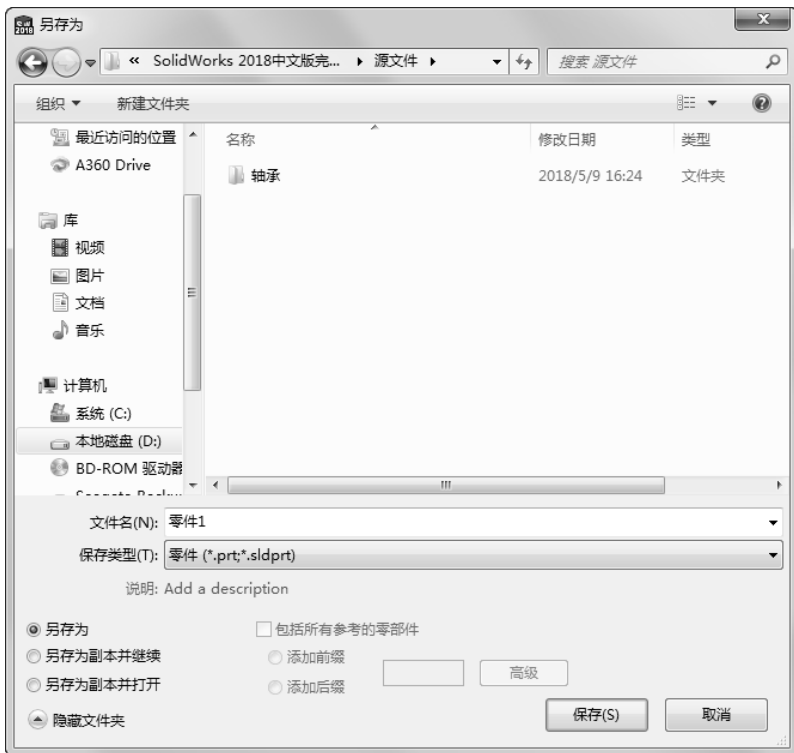 2018 另存为
« SolidWorks 2018中文版完... 源文件 搜索 源文件
组织 新建文件夹
最近访问的位置 名称 修改日期 类型
A360 Drive 轴承 2018/5/9 16:24 文件夹
库
视频
图片
文档
音乐
计算机
系统 (C:)
本地磁盘 (D:)
BD-ROM 驱动器
文件名(N): 零件1
保存类型(T): 零件 (*.prt;*.sldprt)
说明: Add a description
另存为 包括所有参考的零部件
另存为副本并继续 添加前缀 高级
另存为副本并打开 添加后缀
隐藏文件夹 保存(S) 取消